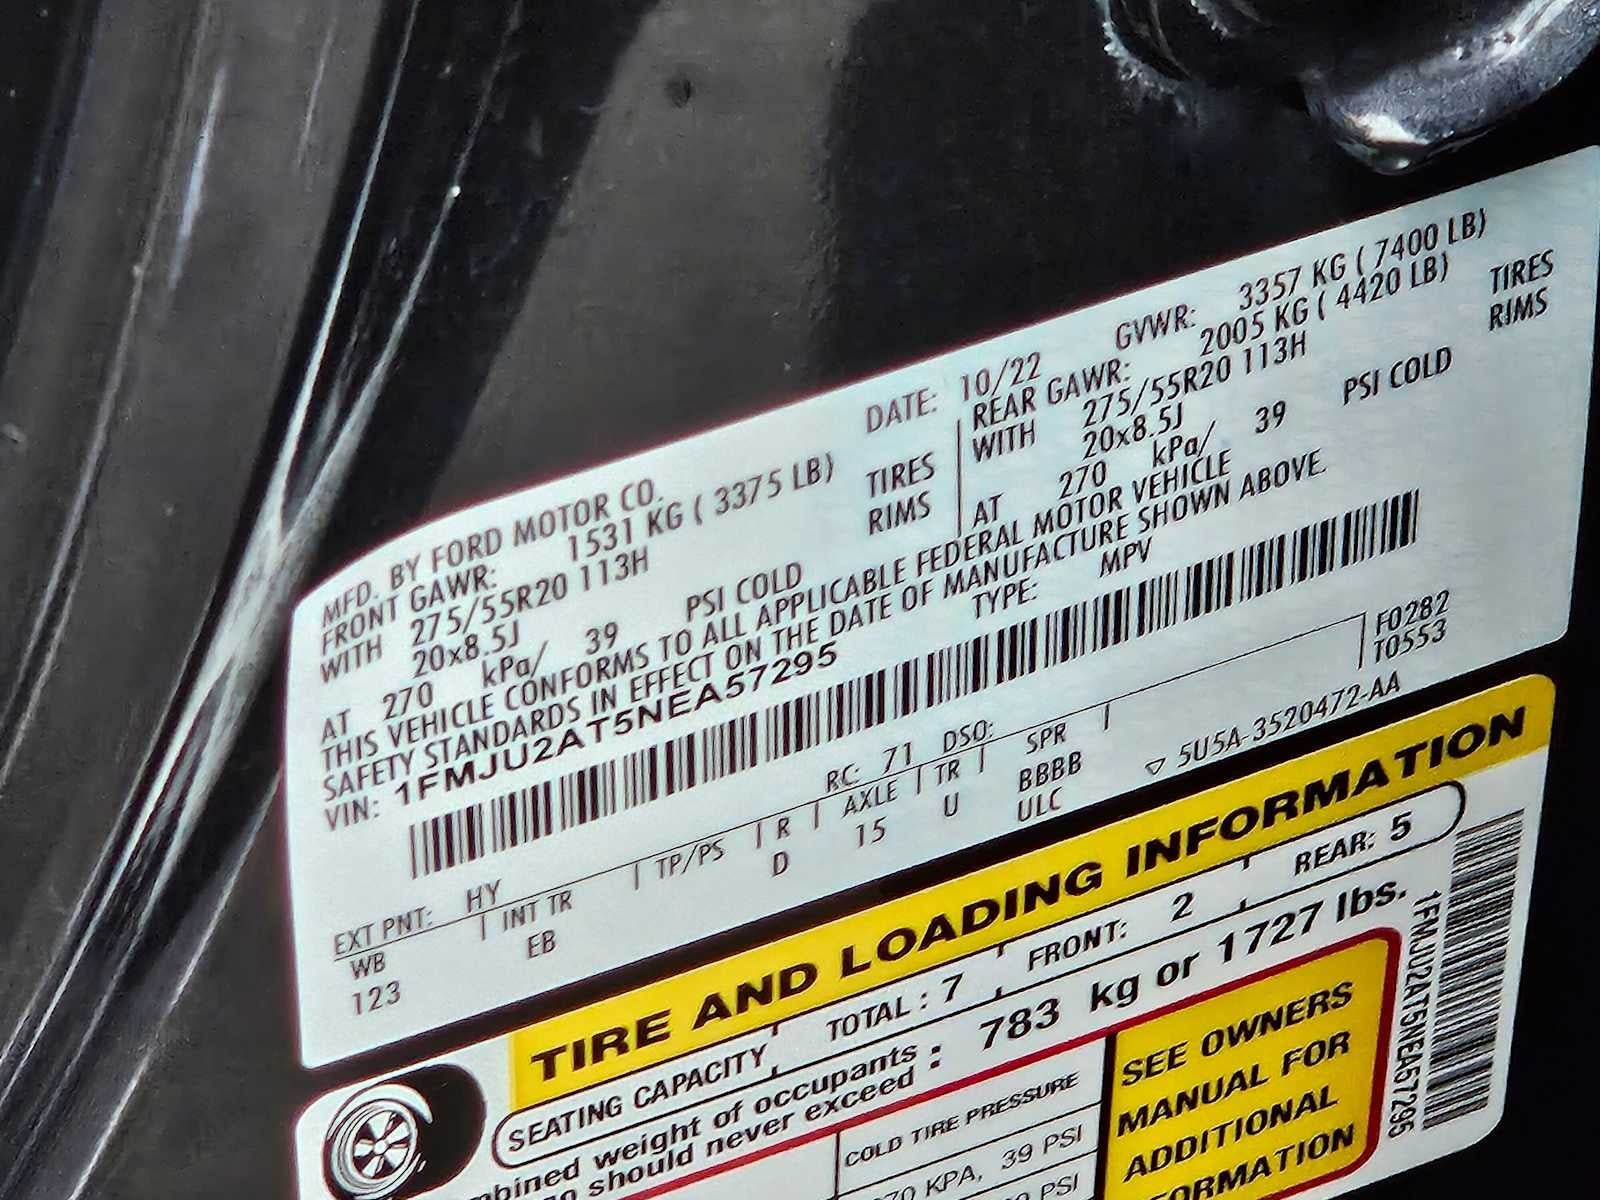 MFD. BY FORD MOTOR CO.
DATE: 10/22
GVWR: 3357 KG ( 7400 LB)
FRONT GAWR: 1531 KG ( 3375 LB)
REAR GAWR: 2005 KG ( 4420 LB)
WITH 275/55R20 113H TIRES
WITH 275/55R20 113H TIRES
20x8.5J RIMS
20x8.5J RIMS
AT 270 kPa/ 39 PSI COLD
AT 270 kPa/ 39 PSI COLD
THIS VEHICLE CONFORMS TO ALL APPLICABLE FEDERAL MOTOR VEHICLE
SAFETY STANDARDS IN EFFECT ON THE DATE OF MANUFACTURE SHOWN ABOVE.
VIN: 1FMJU2AT5NEA57295
TYPE: MPV
F0282
T0553
EXT PNT: HY RC: 71 DSO:
WB INT TR TP/PS R AXLE TR SPR
123 EB D 15 U BBBB
ULC
5U5A-3520472-AA
TIRE AND LOADING INFORMATION
SEATING CAPACITY TOTAL : 7 FRONT: 2 REAR: 5
weight of occupants
should never exceed : 783 kg or 1727 lbs.
COLD TIRE PRESSURE
KPA, 39 PSI
PSI
SEE OWNERS
MANUAL FOR
ADDITIONAL
1FMJU2AT5NEA57295